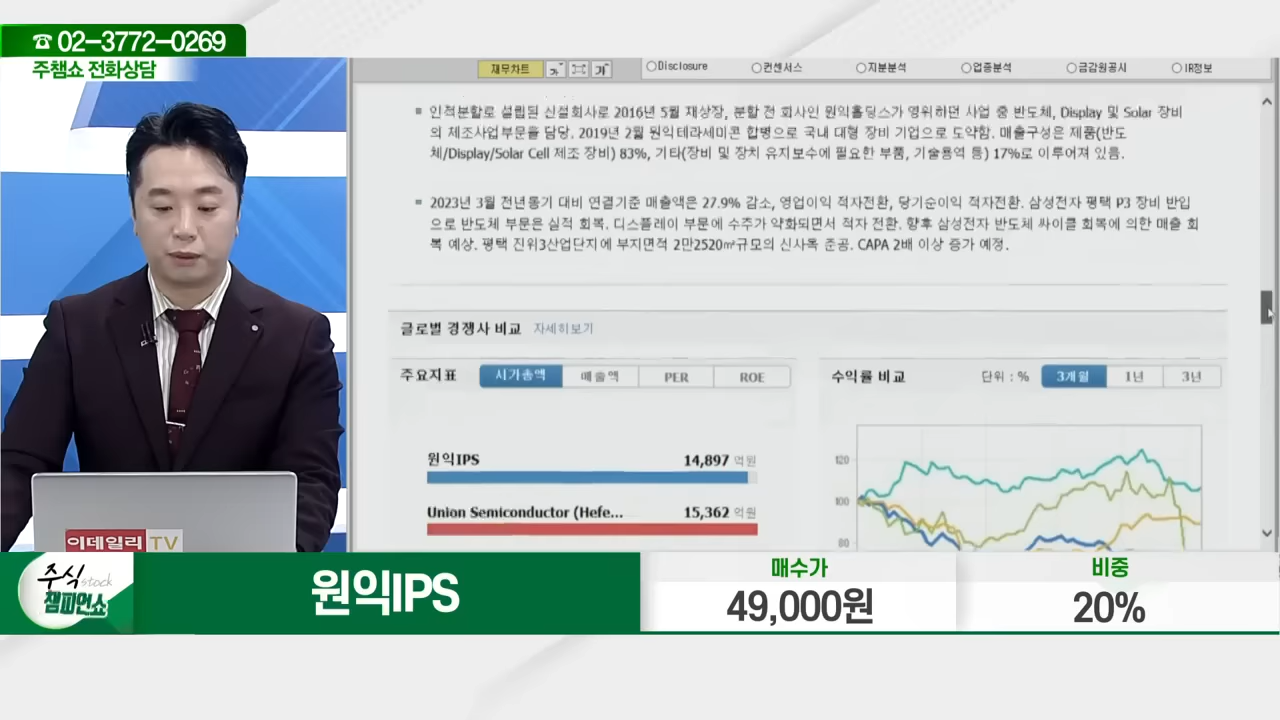 ☎ 02-3772-0269
주챔쇼 전화상담
재무차트
Disclosure
컨센서스
지분분석
업종분석
금감원공시
IR정보
인적분할로 설립된 신설회사로 2016년 5월 재상장, 분할 전 회사인 원익홀딩스가 영위하던 사업 중 반도체, Display 및 Solar 장비
의 제조사업부문을 담당. 2019년 2월 원익테라세미콘 합병으로 국내 대형 장비 기업으로 도약함. 매출구성은 제품(반도
체/Display/Solar Cell 제조 장비) 83%, 기타(장비 및 장치 유지보수에 필요한 부품, 기술용역 등) 17%로 이루어져 있음.
2023년 3월 전년동기 대비 연결기준 매출액은 27.9% 감소, 영업이익 적자전환, 당기순이익 적자전환. 삼성전자 평택 P3 장비 반입
으로 반도체 부문은 실적 회복. 디스플레이 부문에 수주가 약화되면서 적자 전환. 향후 삼성전자 반도체 싸이클 회복에 의한 매출 회
복 예상. 평택 진위3산업단지에 부지면적 2만2520㎡규모의 신사옥 준공. CAPA 2배 이상 증가 예정.
글로벌 경쟁사 비교 자세히보기
주요지표 시가총액 매출액 PER ROE
수익률 비교 단위 : % 3개월 1년 3년
원익IPS 14,897 억원
Union Semiconductor (Hefe... 15,362 억원
120
100
80
이데일리 TV
주식 stock
챔피언쇼
원익IPS
매수가
49,000원
비중
20%